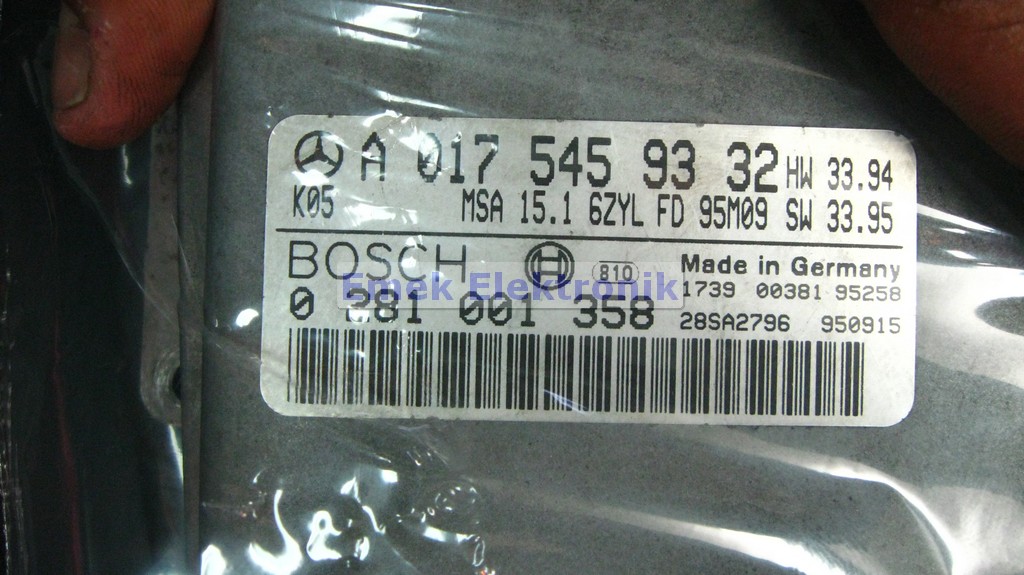 A 017 545 93 32 HW 33.94
K05 MSA 15.1 6ZYL FD 95M09 SW 33.95
BOSCH 810 Made in Germany
Emek Elektronik
1739 00381 95258
0 281 001 358
28SA2796 950915